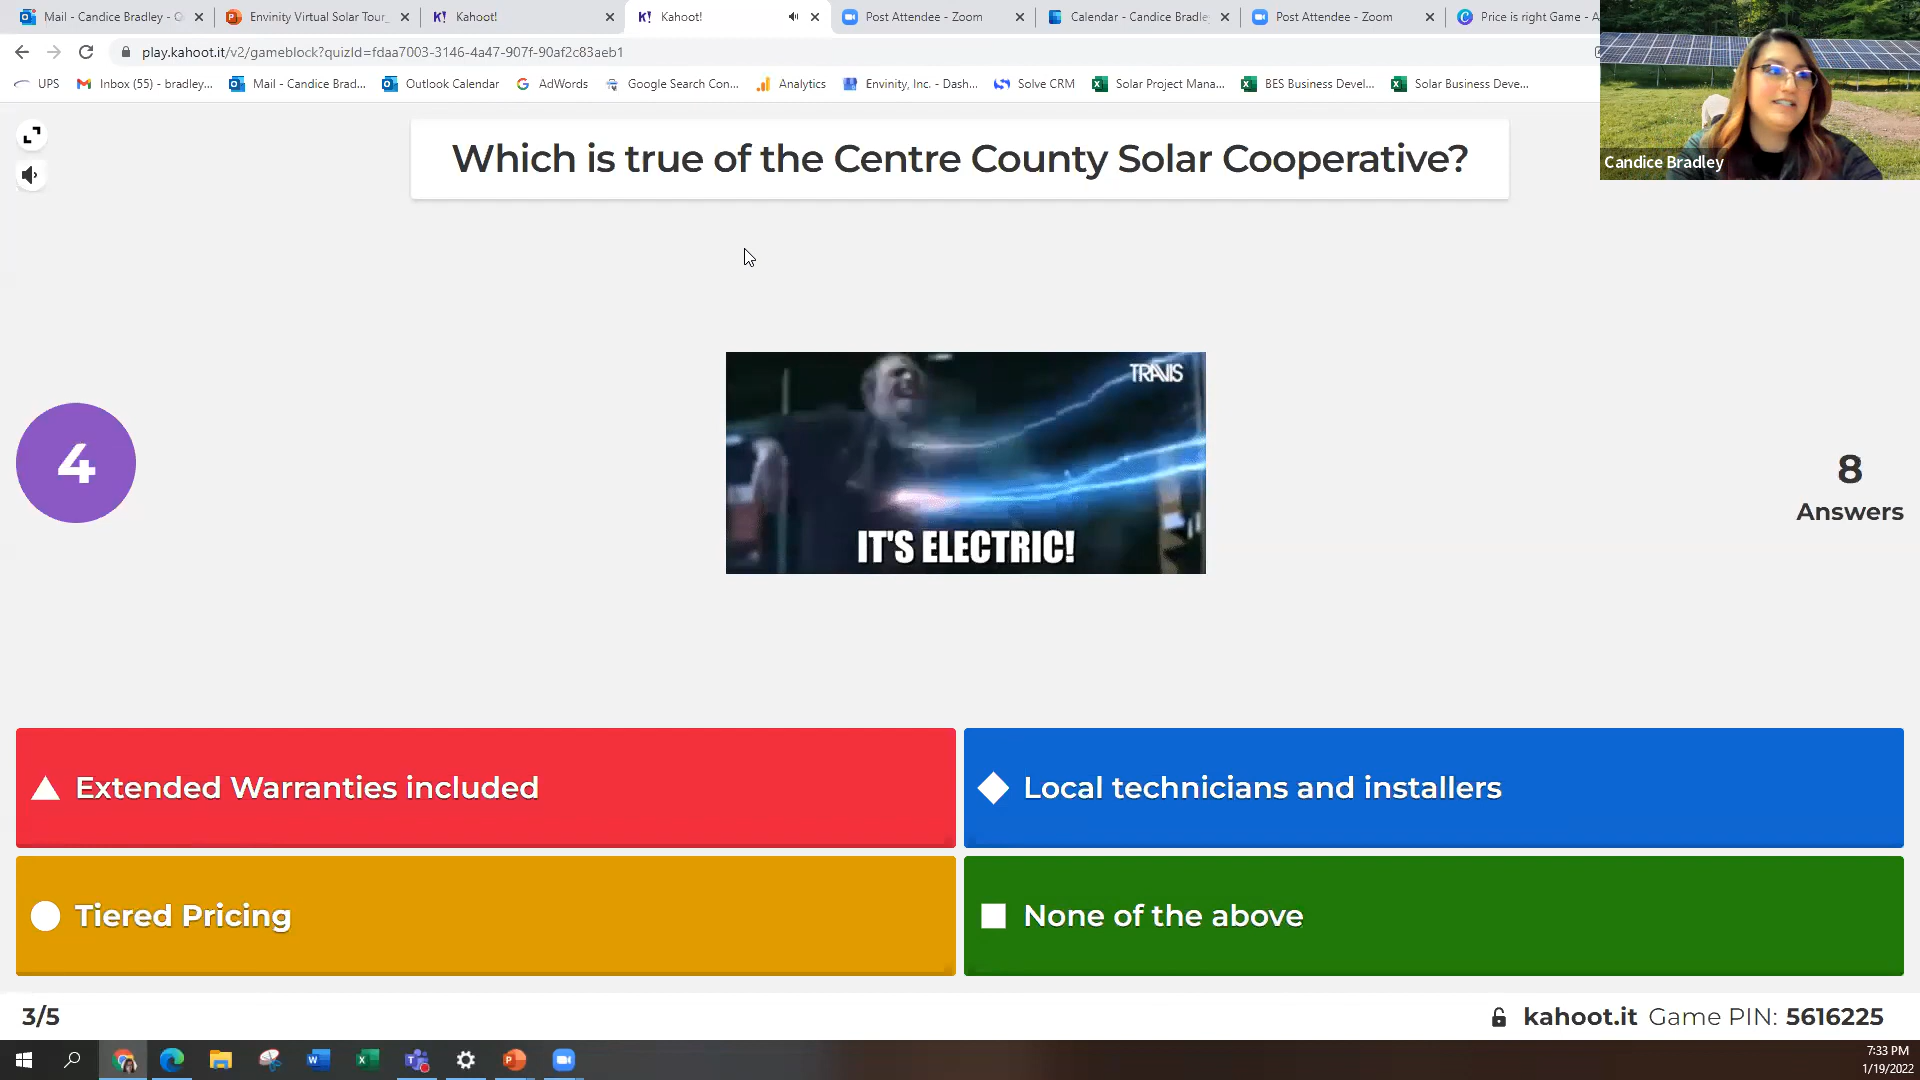 Mail - Candice Bradley - O
Envinity Virtual Solar Tour_
K! Kahoot!
K! Kahoot!
Post Attendee - Zoom
Calendar - Candice Bradle
Post Attendee - Zoom
Price is right Game - A
play.kahoot.it/v2/gameblock?quizId=fdaa7003-3146-4a47-907f-90af2c83aeb1
UPS
Inbox (55) - bradley...
Mail - Candice Brad...
Outlook Calendar
AdWords
Google Search Con...
Analytics
Envinity, Inc. - Dash...
Solve CRM
Solar Project Mana...
BES Business Devel...
Solar Business Deve...
Candice Bradley
Which is true of the Centre County Solar Cooperative?
TRAVIS
IT'S ELECTRIC!
4
8
Answers
Extended Warranties included
Local technicians and installers
Tiered Pricing
None of the above
3/5
kahoot.it Game PIN: 5616225
7:33 PM
1/19/2022